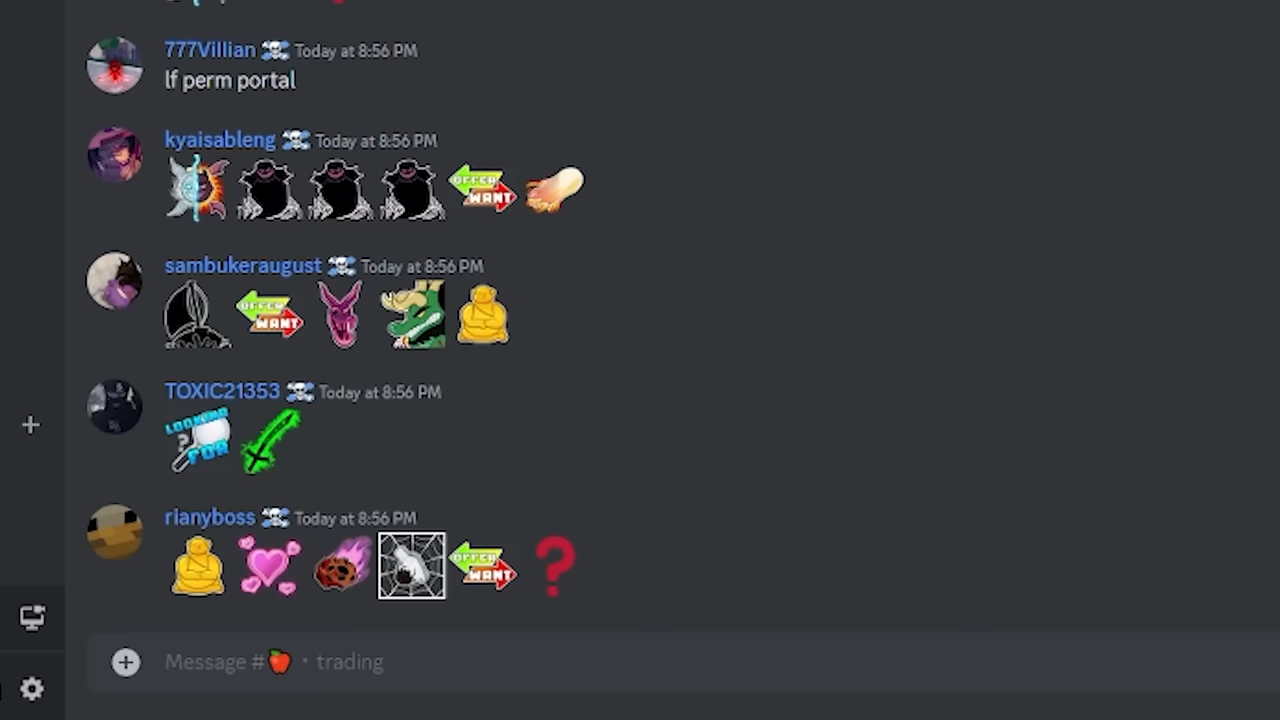 777Villian Today at 8:56 PM
lf perm portal
kyaisableng Today at 8:56 PM
OFFER
WANT
sambukeraugust Today at 8:56 PM
OFFER
WANT
TOXIC21353 Today at 8:56 PM
LOOKING
?
FOR
rianyboss Today at 8:56 PM
OFFER
WANT
?
Message #🍎・trading